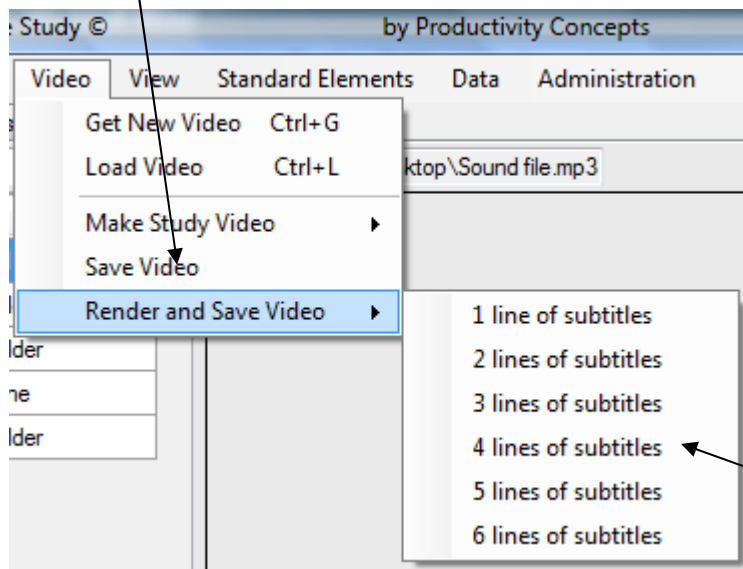 Study © by Productivity Concepts
Video View Standard Elements Data Administration
Get New Video Ctrl+G
Load Video Ctrl+L
ktop\Sound file.mp3
Make Study Video
Save Video
Render and Save Video
1 line of subtitles
lder
2 lines of subtitles
ne
3 lines of subtitles
lder
4 lines of subtitles
5 lines of subtitles
6 lines of subtitles